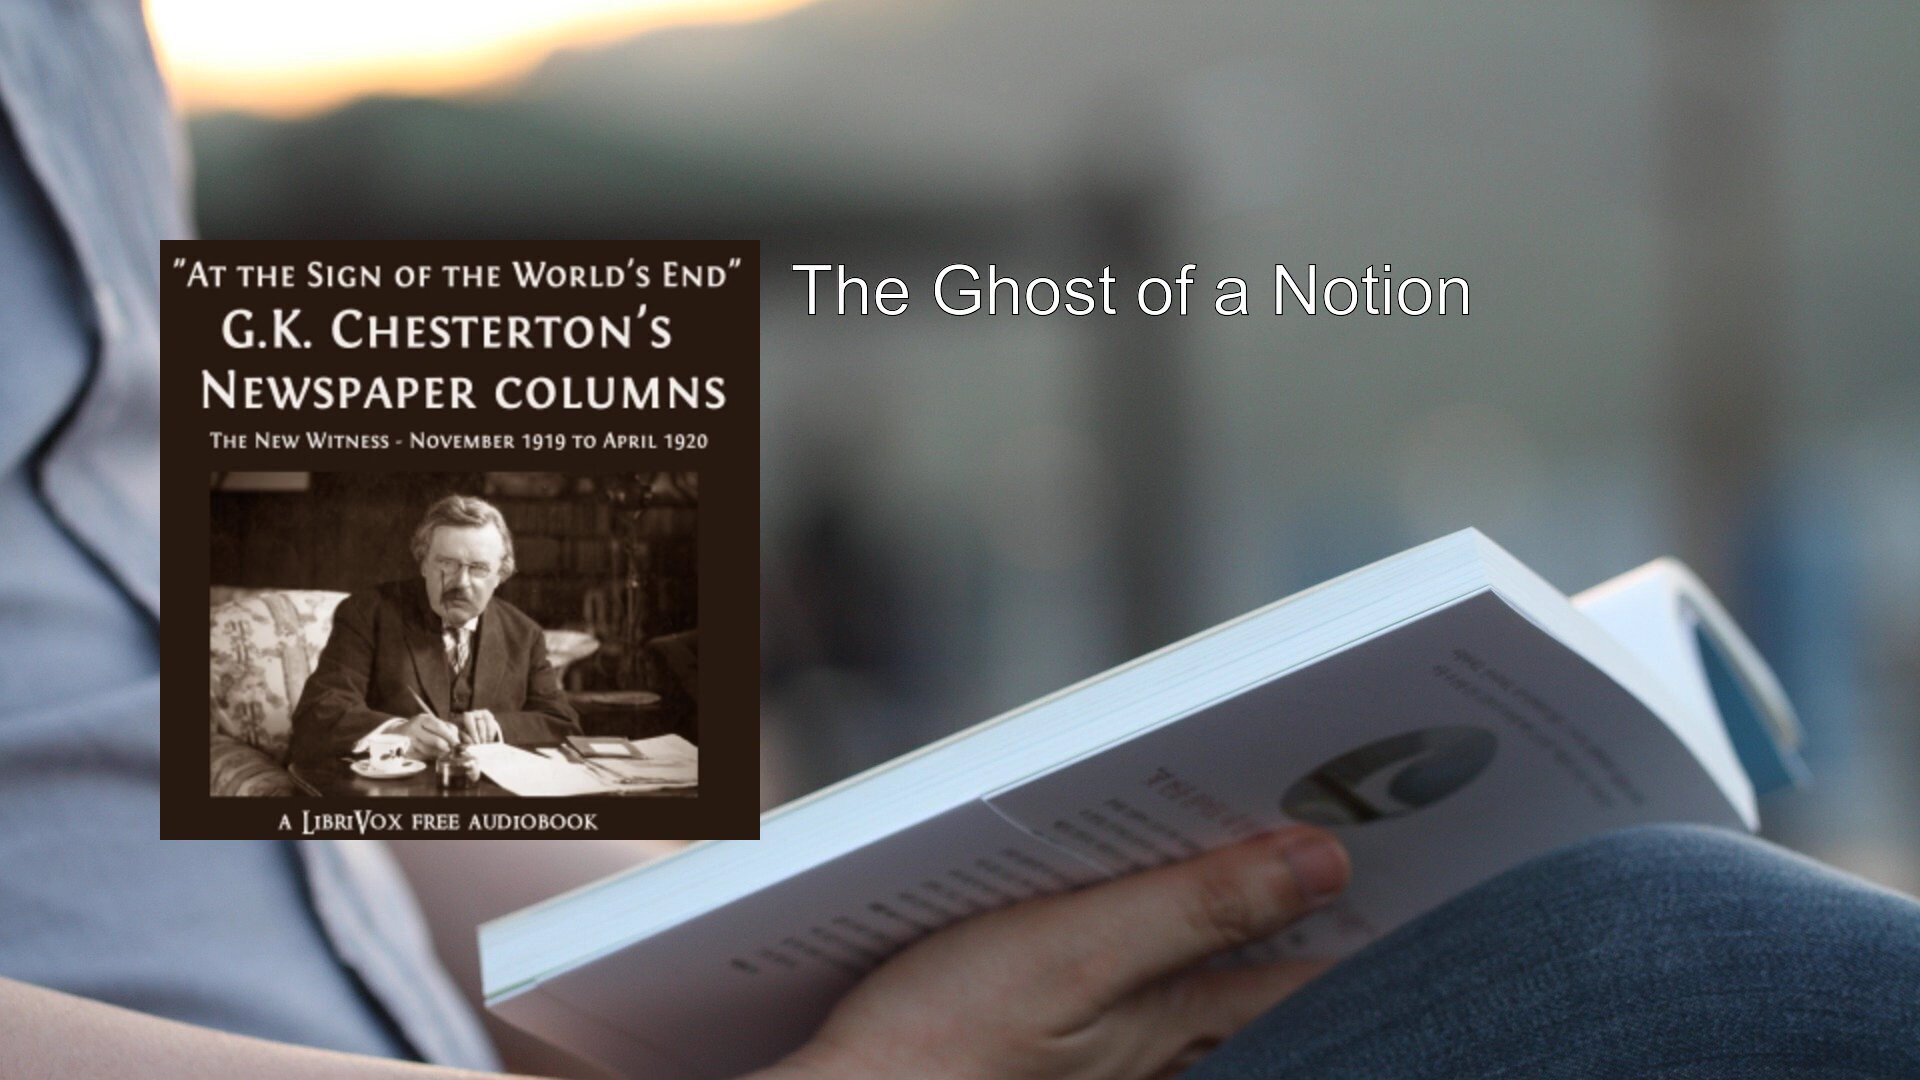 "At the Sign of the World's End"
G.K. Chesterton's
Newspaper columns
The New Witness - November 1919 to April 1920
a LibriVox free audiobook
The Ghost of a Notion